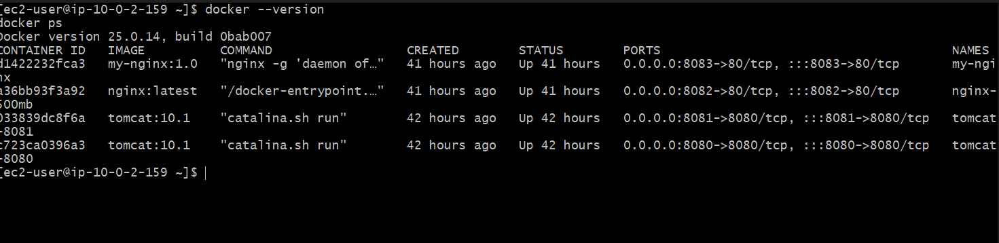 [ec2-user@ip-10-0-2-159 ~]$ docker --version
docker ps
Docker version 25.0.14, build 0bab007
CONTAINER ID   IMAGE          COMMAND                  CREATED        STATUS        PORTS                                       NAMES
d1422232fca3   my-nginx:1.0   "nginx -g 'daemon of…"   41 hours ago   Up 41 hours   0.0.0.0:8083->80/tcp, :::8083->80/tcp       my-ngi
nx
a36bb93f3a92   nginx:latest   "/docker-entrypoint.…"   41 hours ago   Up 41 hours   0.0.0.0:8082->80/tcp, :::8082->80/tcp       nginx-
500mb
033839dc8f6a   tomcat:10.1    "catalina.sh run"        42 hours ago   Up 42 hours   0.0.0.0:8081->8080/tcp, :::8081->8080/tcp   tomcat
-8081
c723ca0396a3   tomcat:10.1    "catalina.sh run"        42 hours ago   Up 42 hours   0.0.0.0:8080->8080/tcp, :::8080->8080/tcp   tomcat
-8080
[ec2-user@ip-10-0-2-159 ~]$